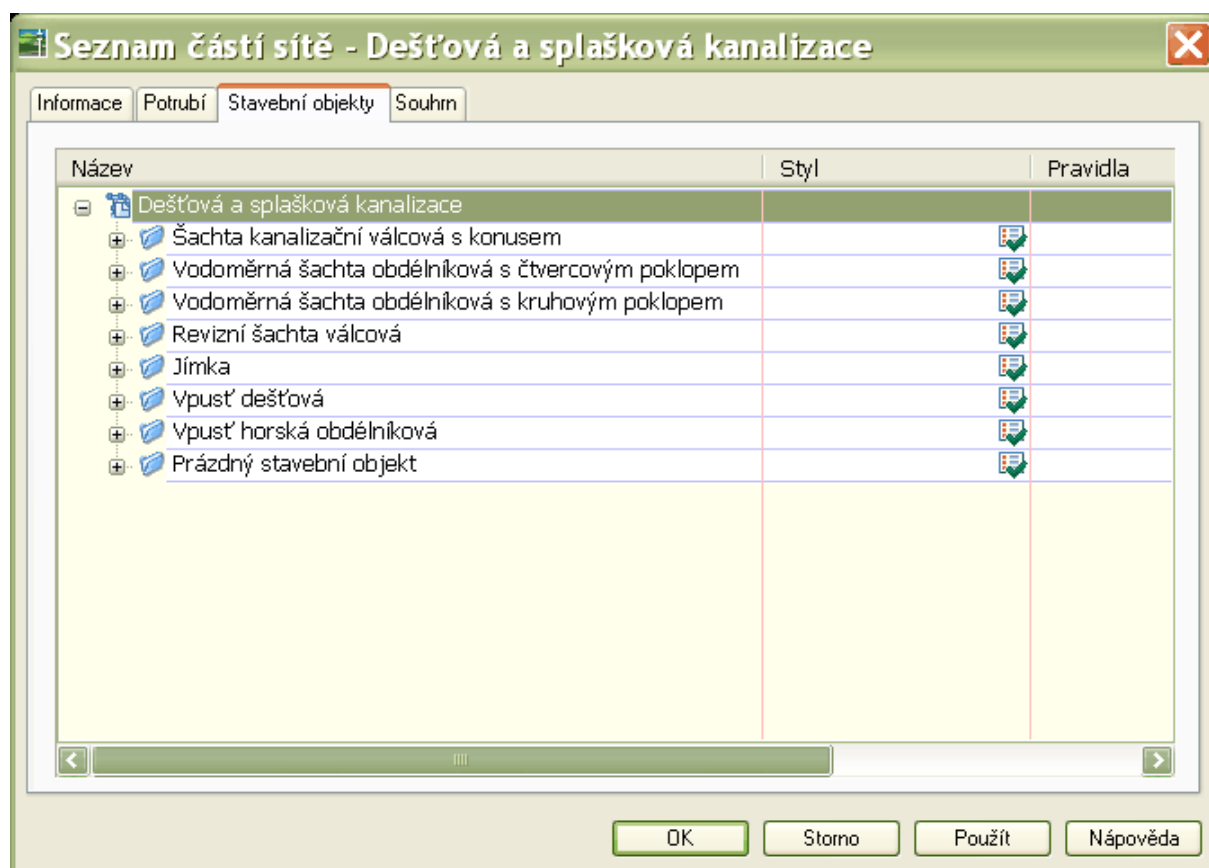 Seznam částí sítě - Dešťová a splašková kanalizace
Informace Potrubí Stavební objekty Souhrn
Název Styl Pravidla
Dešťová a splašková kanalizace
Šachta kanalizační válcová s konusem
Vodoměrná šachta obdélníková s čtvercovým poklopem
Vodoměrná šachta obdélníková s kruhovým poklopem
Revizní šachta válcová
Jímka
Vpusť dešťová
Vpusť horská obdélníková
Prázdný stavební objekt
OK Storno Použít Nápověda